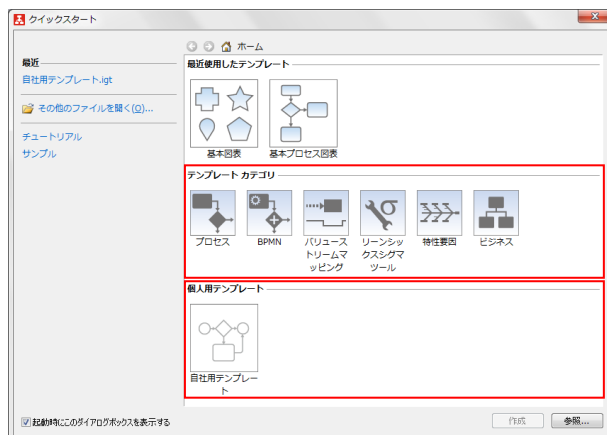 クイックスタート
ホーム
最近
自社用テンプレート.igt
その他のファイルを開く(O)...
チュートリアル
サンプル
最近使用したテンプレート
基本図表
基本プロセス図表
テンプレート カテゴリ
プロセス
BPMN
バリュース
トリームマ
ッピング
リーンシッ
クスシグマ
ツール
特性要因
ビジネス
個人用テンプレート
自社用テンプレー
ト
起動時にこのダイアログボックスを表示する
作成
参照...